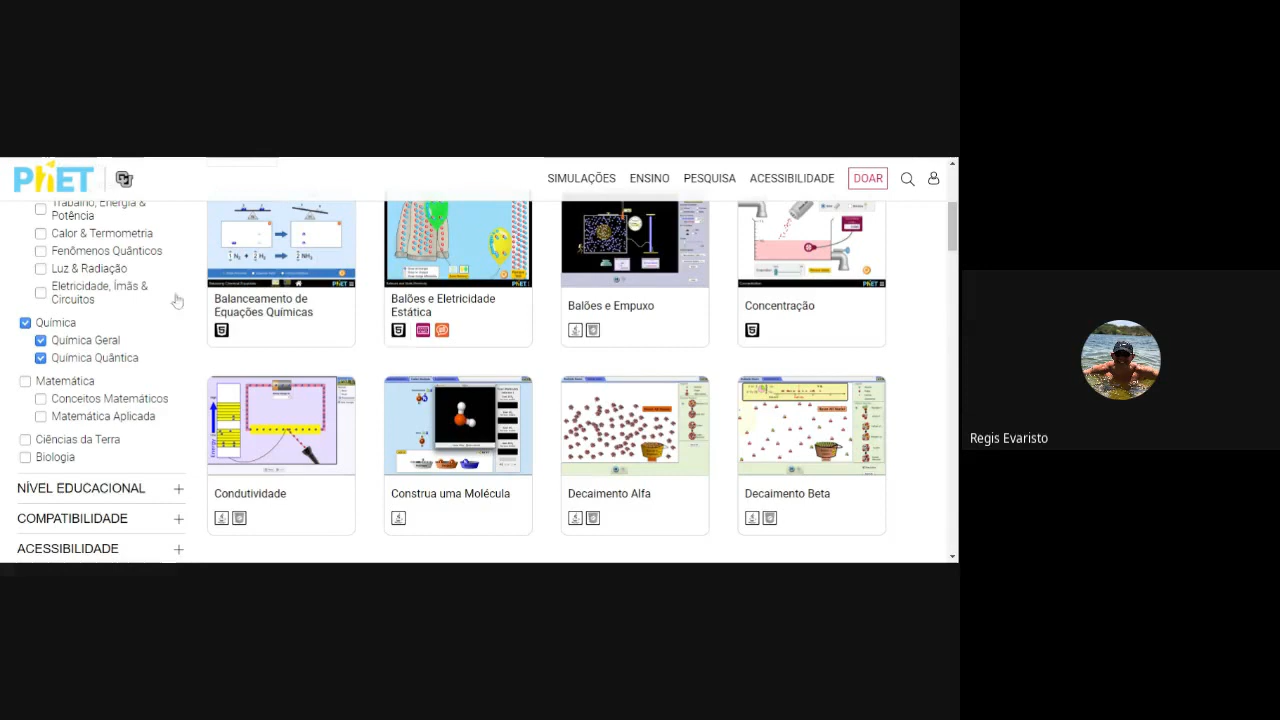 PhET
SIMULAÇÕES
ENSINO
PESQUISA
ACESSIBILIDADE
DOAR
Trabalho, Energia &
Potência
Calor & Termometria
Fenômenos Quânticos
Luz & Radiação
Eletricidade, Ímãs &
Circuitos
Química
Química Geral
Química Quântica
Matemática
Conceitos Matemáticos
Matemática Aplicada
Ciências da Terra
Biologia
NÍVEL EDUCACIONAL
COMPATIBILIDADE
ACESSIBILIDADE
Balanceamento de
Equações Químicas
Balões e Eletricidade
Estática
Balões e Empuxo
Concentração
Condutividade
Construa uma Molécula
Decaimento Alfa
Decaimento Beta
Regis Evaristo